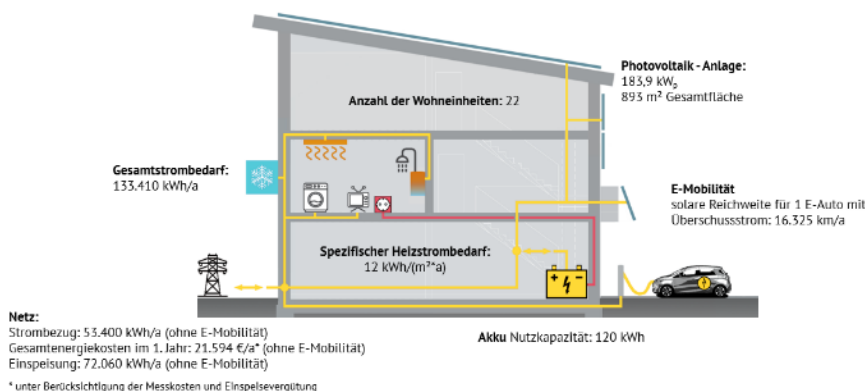 Photovoltaik - Anlage:
183,9 kWp
893 m² Gesamtfläche
Anzahl der Wohneinheiten: 22
Gesamtstrombedarf:
133.410 kWh/a
E-Mobilität
solare Reichweite für 1 E-Auto mit
Überschussstrom: 16.325 km/a
Spezifischer Heizstrombedarf:
12 kWh/(m²*a)
+ -
Akku Nutzkapazität: 120 kWh
Netz:
Strombezug: 53.400 kWh/a (ohne E-Mobilität)
Gesamtenergiekosten im 1. Jahr: 21.594 €/a* (ohne E-Mobilität)
Einspeisung: 72.060 kWh/a (ohne E-Mobilität)
* unter Berücksichtigung der Messkosten und Einspeisevergütung